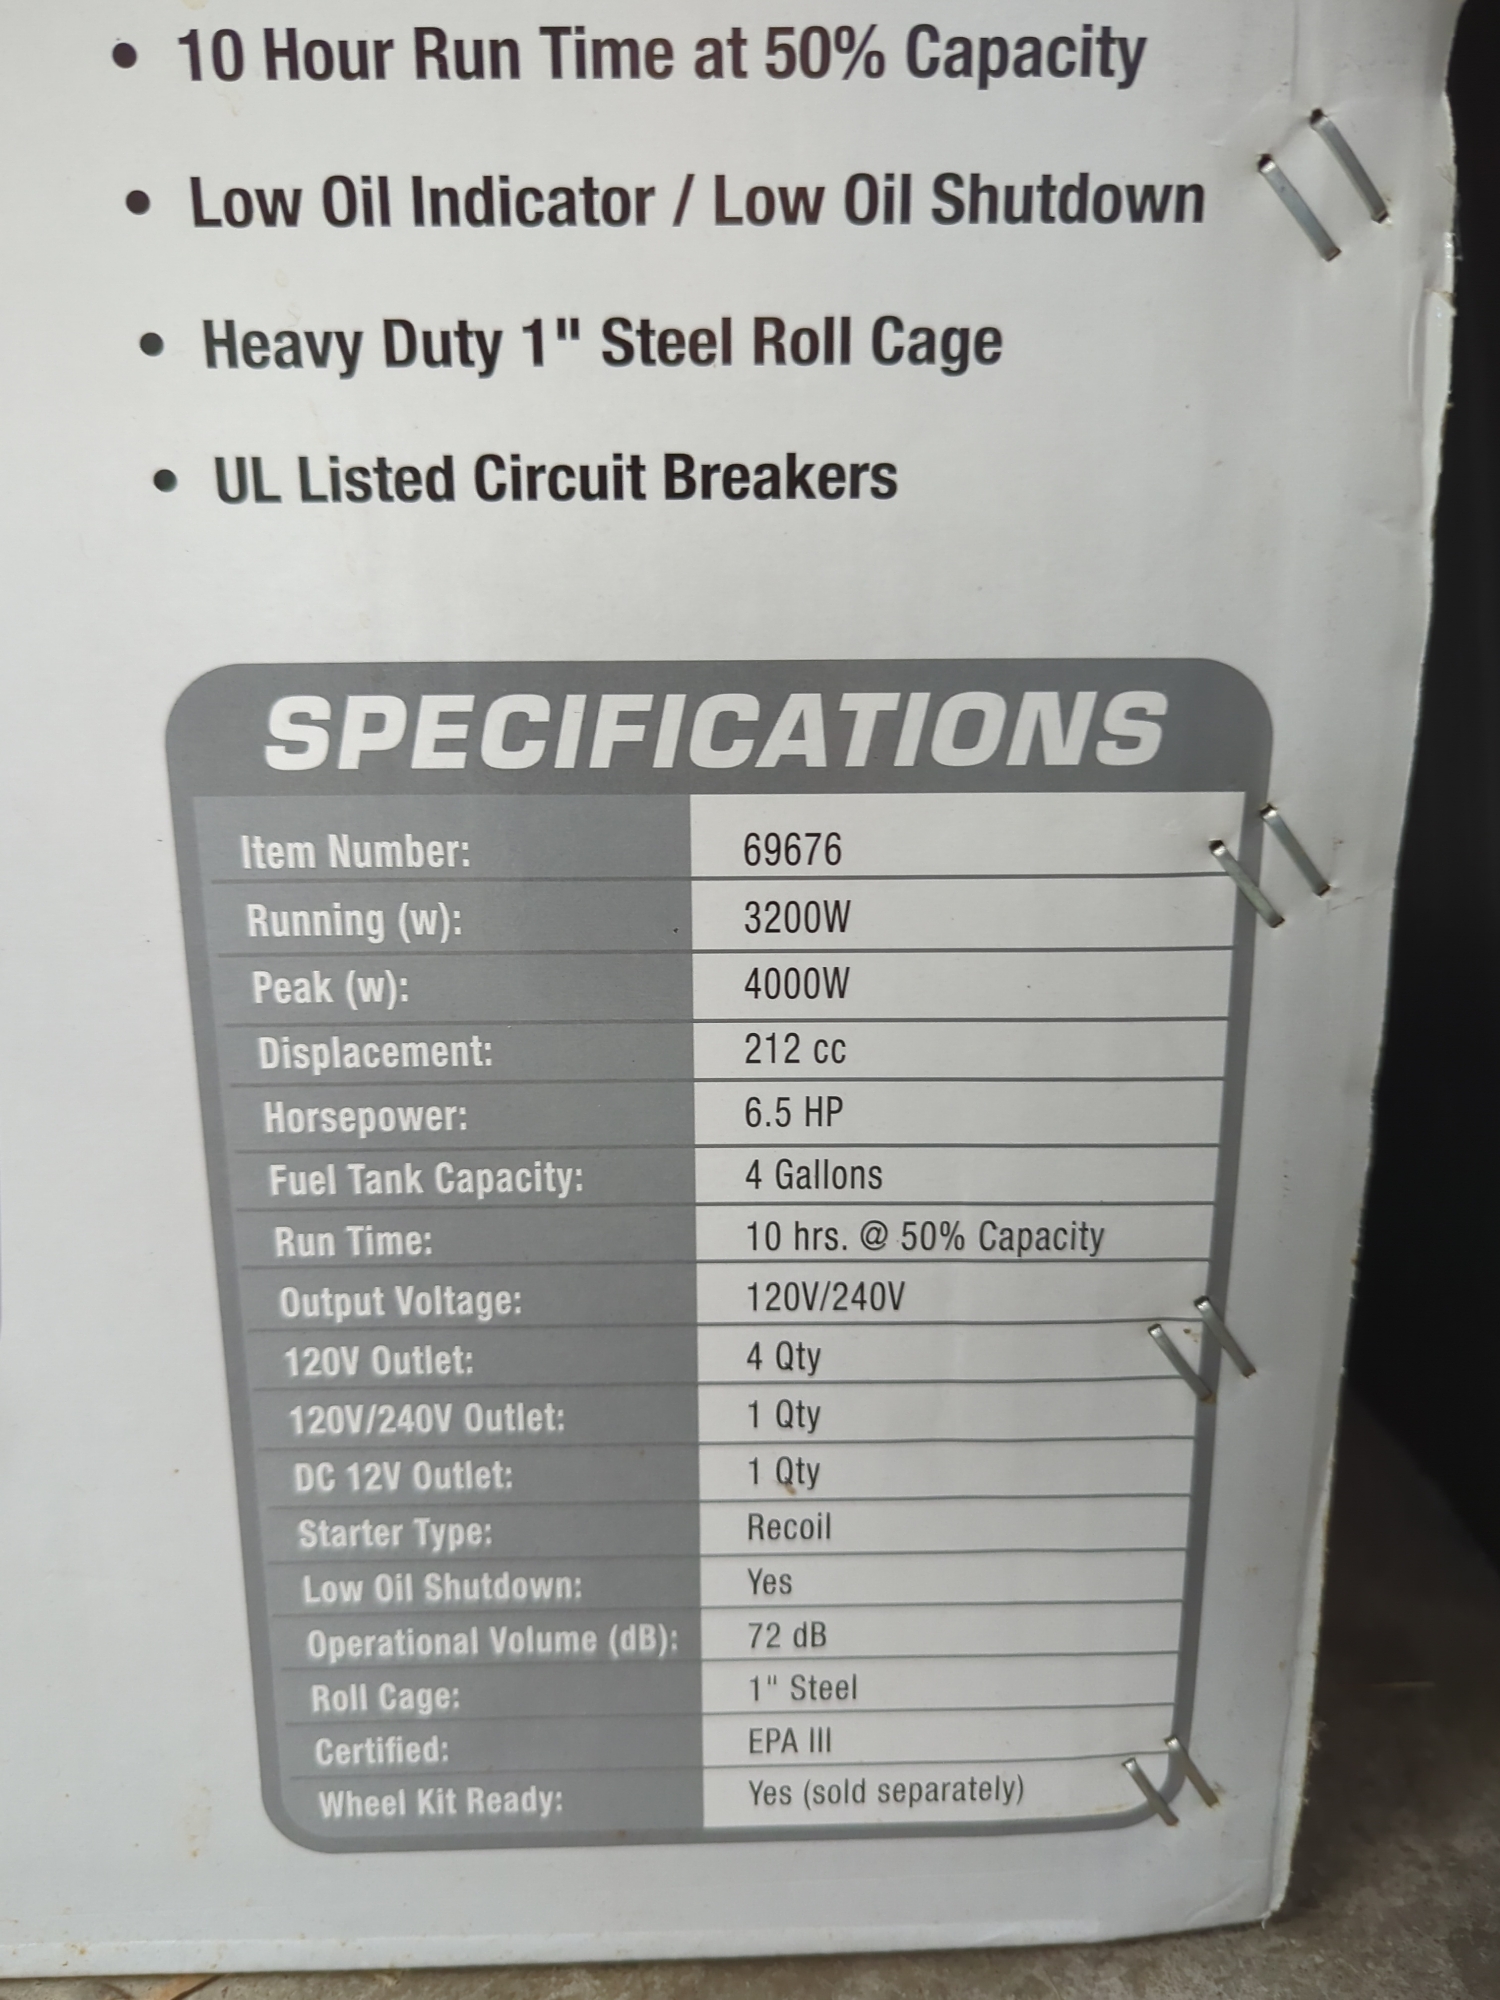 • 10 Hour Run Time at 50% Capacity
• Low Oil Indicator / Low Oil Shutdown
• Heavy Duty 1" Steel Roll Cage
• UL Listed Circuit Breakers
SPECIFICATIONS
Item Number: 69676
Running (w): 3200W
Peak (w): 4000W
Displacement: 212 cc
Horsepower: 6.5 HP
Fuel Tank Capacity: 4 Gallons
Run Time: 10 hrs. @ 50% Capacity
Output Voltage: 120V/240V
120V Outlet: 4 Qty
120V/240V Outlet: 1 Qty
DC 12V Outlet: 1 Qty
Starter Type: Recoil
Low Oil Shutdown: Yes
Operational Volume (dB): 72 dB
Roll Cage: 1" Steel
Certified: EPA III
Wheel Kit Ready: Yes (sold separately)